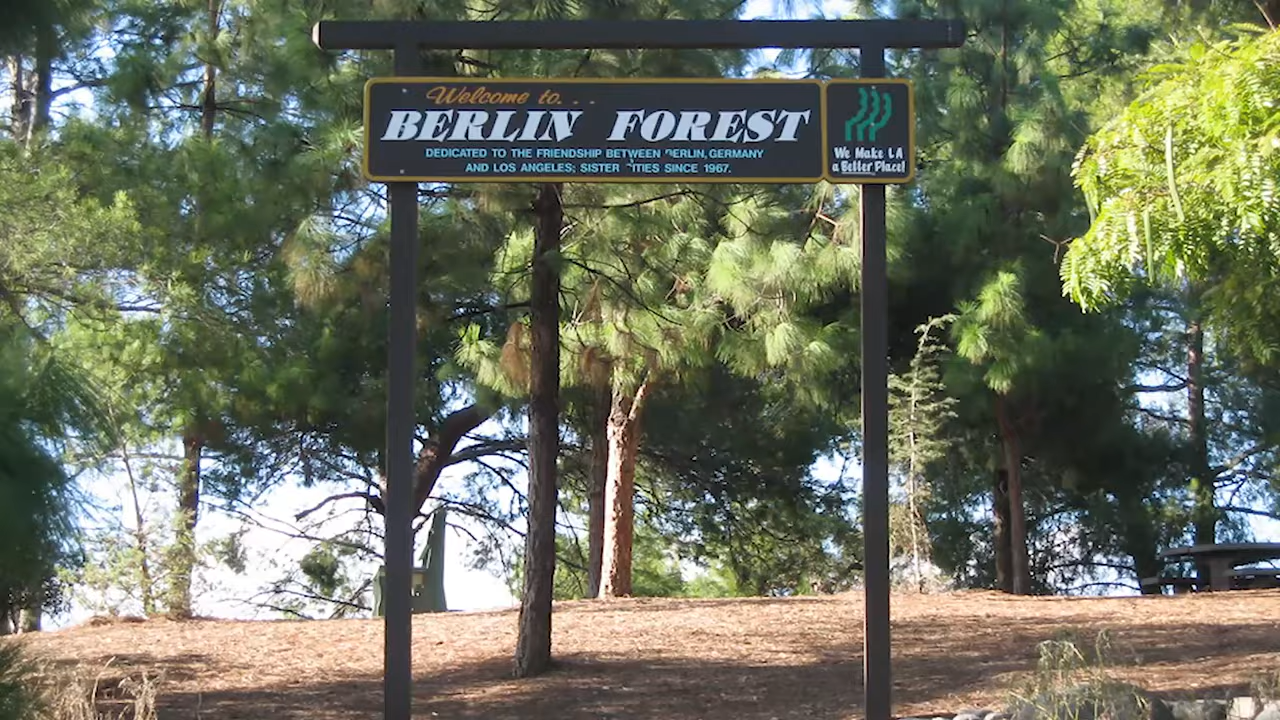 Welcome to...
BERLIN FOREST
DEDICATED TO THE FRIENDSHIP BETWEEN BERLIN, GERMANY
AND LOS ANGELES; SISTER CITIES SINCE 1967.
We Make LA
a Better Place!